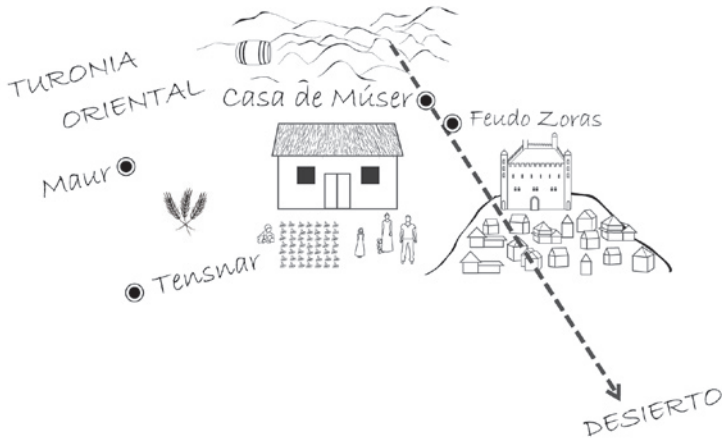 TURONIA
ORIENTAL
Casa de Múser
Feudo Zoras
Maur
Tensnar
DESIERTO